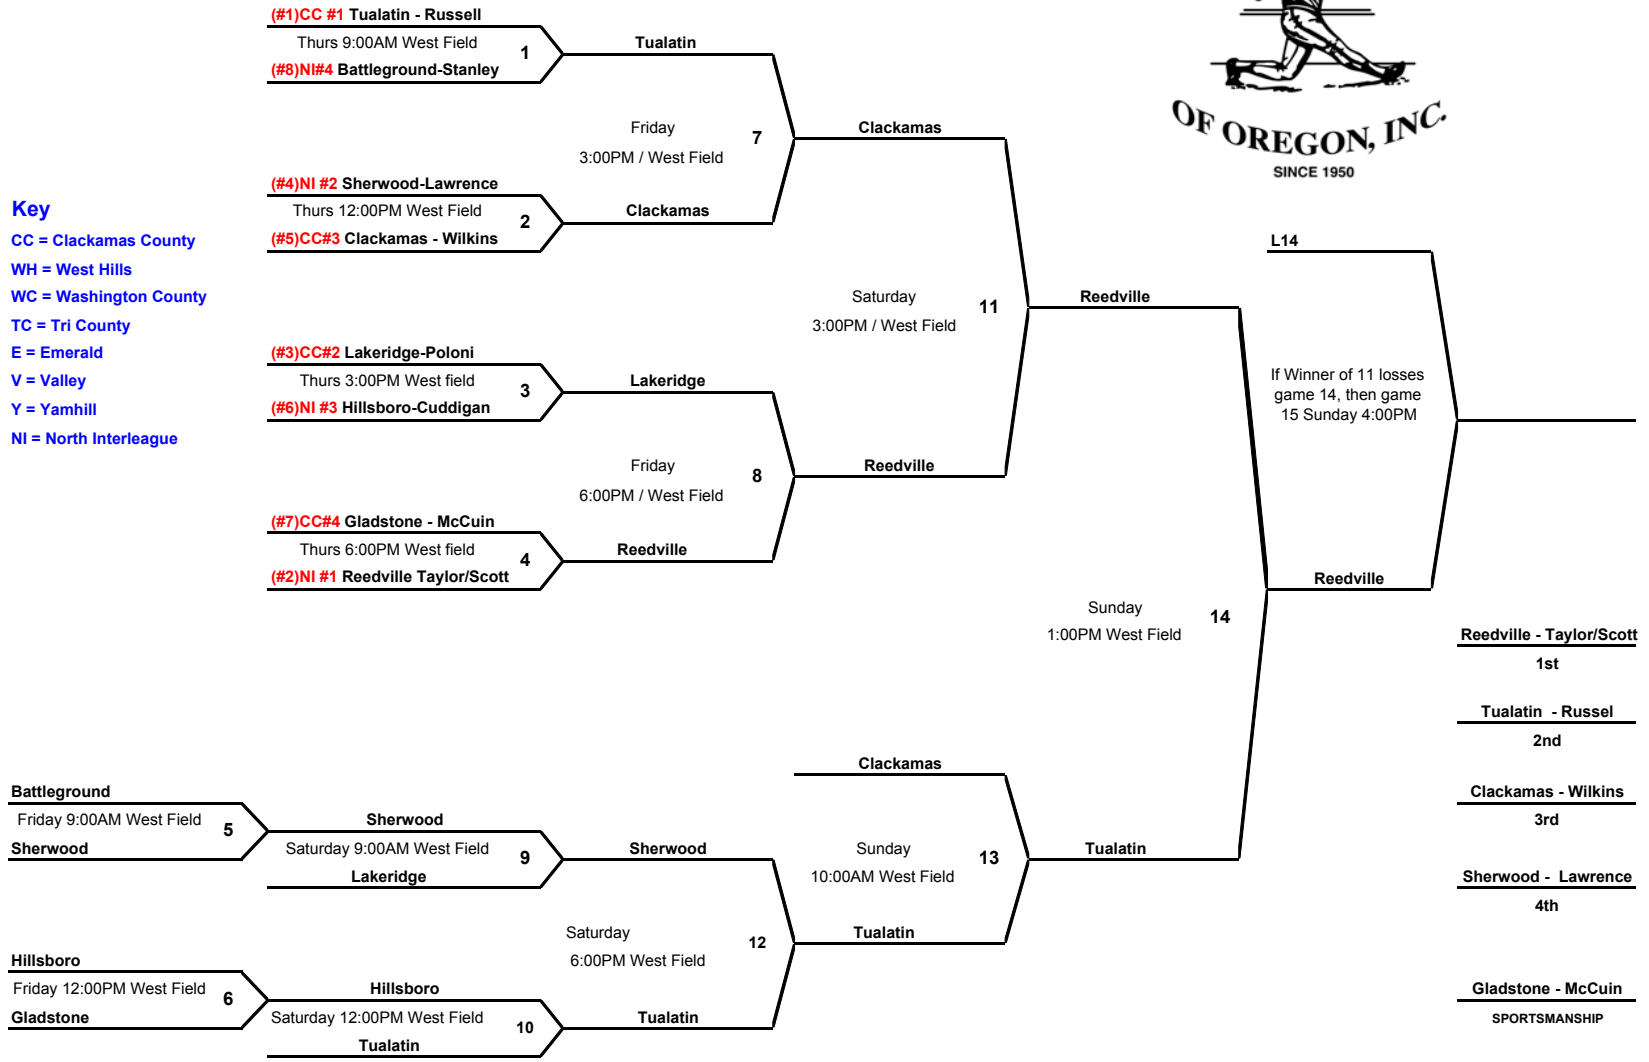 (#1)CC #1 Tualatin - Russell
Thurs 9:00AM West Field
1
(#8)NI#4 Battleground-Stanley
Tualatin
Friday
3:00PM / West Field
7
(#4)NI #2 Sherwood-Lawrence
Thurs 12:00PM West Field
2
(#5)CC#3 Clackamas - Wilkins
Clackamas
Clackamas
OF OREGON, INC.
SINCE 1950
Key
CC = Clackamas County
WH = West Hills
WC = Washington County
TC = Tri County
E = Emerald
V = Valley
Y = Yamhill
NI = North Interleague
Saturday
3:00PM / West Field
11
Reedville
L14
(#3)CC#2 Lakeridge-Poloni
Thurs 3:00PM West field
3
(#6)NI #3 Hillsboro-Cuddigan
Lakeridge
Friday
6:00PM / West Field
8
Reedville
(#7)CC#4 Gladstone - McCuin
Thurs 6:00PM West field
4
(#2)NI #1 Reedville Taylor/Scott
Reedville
If Winner of 11 losses
game 14, then game
15 Sunday 4:00PM
Sunday
1:00PM West Field
14
Reedville
Reedville - Taylor/Scott
1st
Tualatin - Russel
2nd
Clackamas - Wilkins
3rd
Sherwood - Lawrence
4th
Gladstone - McCuin
SPORTSMANSHIP
Battleground
Friday 9:00AM West Field
5
Sherwood
Sherwood
Saturday 9:00AM West Field
9
Lakeridge
Sherwood
Clackamas
Sunday
10:00AM West Field
13
Tualatin
Saturday
6:00PM West Field
12
Tualatin
Hillsboro
Friday 12:00PM West Field
6
Gladstone
Hillsboro
Saturday 12:00PM West Field
10
Tualatin
Tualatin